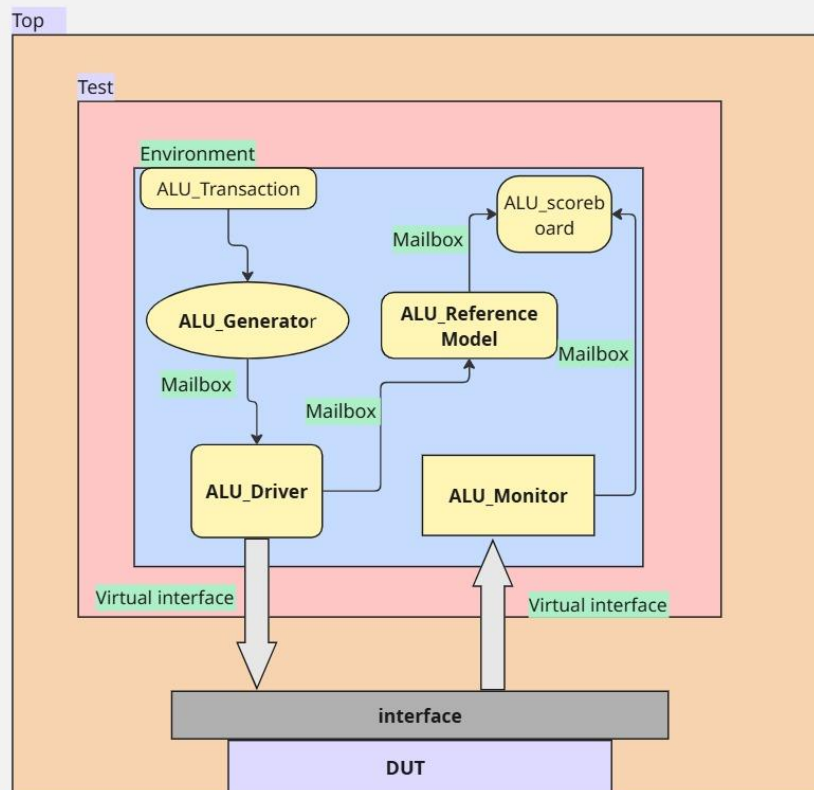 Top
Test
Environment
ALU_Transaction
ALU_scoreb
oard
Mailbox
ALU_Generator
ALU_Reference
Model
Mailbox
Mailbox
Mailbox
ALU_Driver
ALU_Monitor
Virtual interface
Virtual interface
interface
DUT